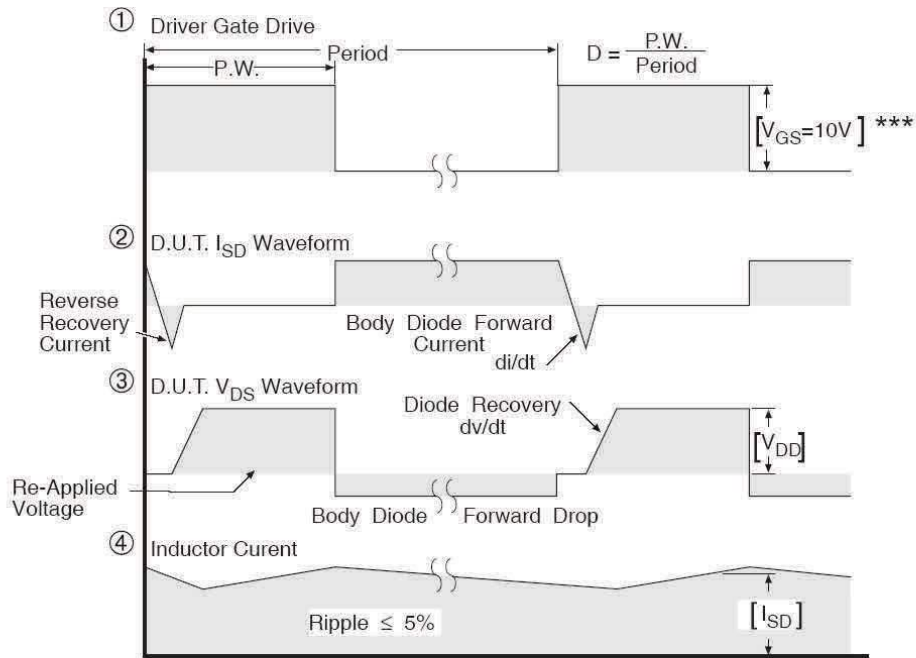 ① Driver Gate Drive
Period
P.W.
D = P.W. / Period
[V_GS=10V] ***
② D.U.T. I_SD Waveform
Reverse
Recovery
Current
Body Diode Forward
Current
di/dt
③ D.U.T. V_DS Waveform
Diode Recovery
dv/dt
[V_DD]
Re-Applied
Voltage
Body Diode Forward Drop
④ Inductor Curent
Ripple ≤ 5%
[I_SD]